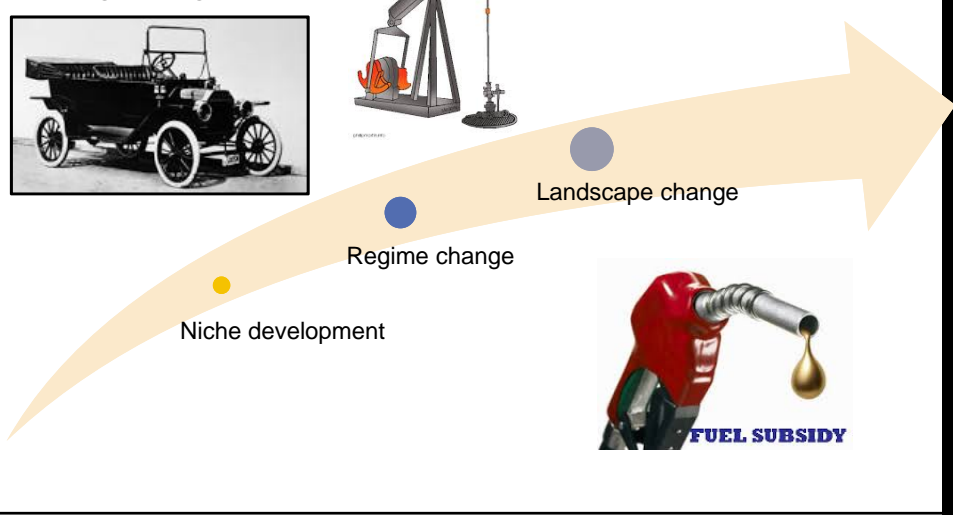 Landscape change
Regime change
Niche development
FUEL SUBSIDY